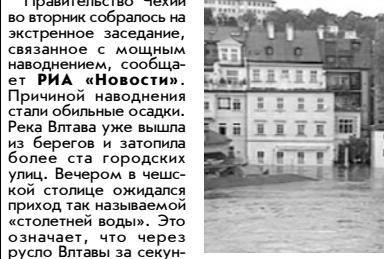 Правительство Чехии
во вторник собралось на
экстренное заседание,
связанное с мощным
наводнением, сообща-
ет РИА «Новости».
Причиной наводнения
стали обильные осадки.
Река Влтава уже вышла
из берегов и затопила
более ста городских
улиц. Вечером в чешс-
кой столице ожидался
приход так называемой
«столетней воды». Это
означает, что через
русло Влтавы за секун-